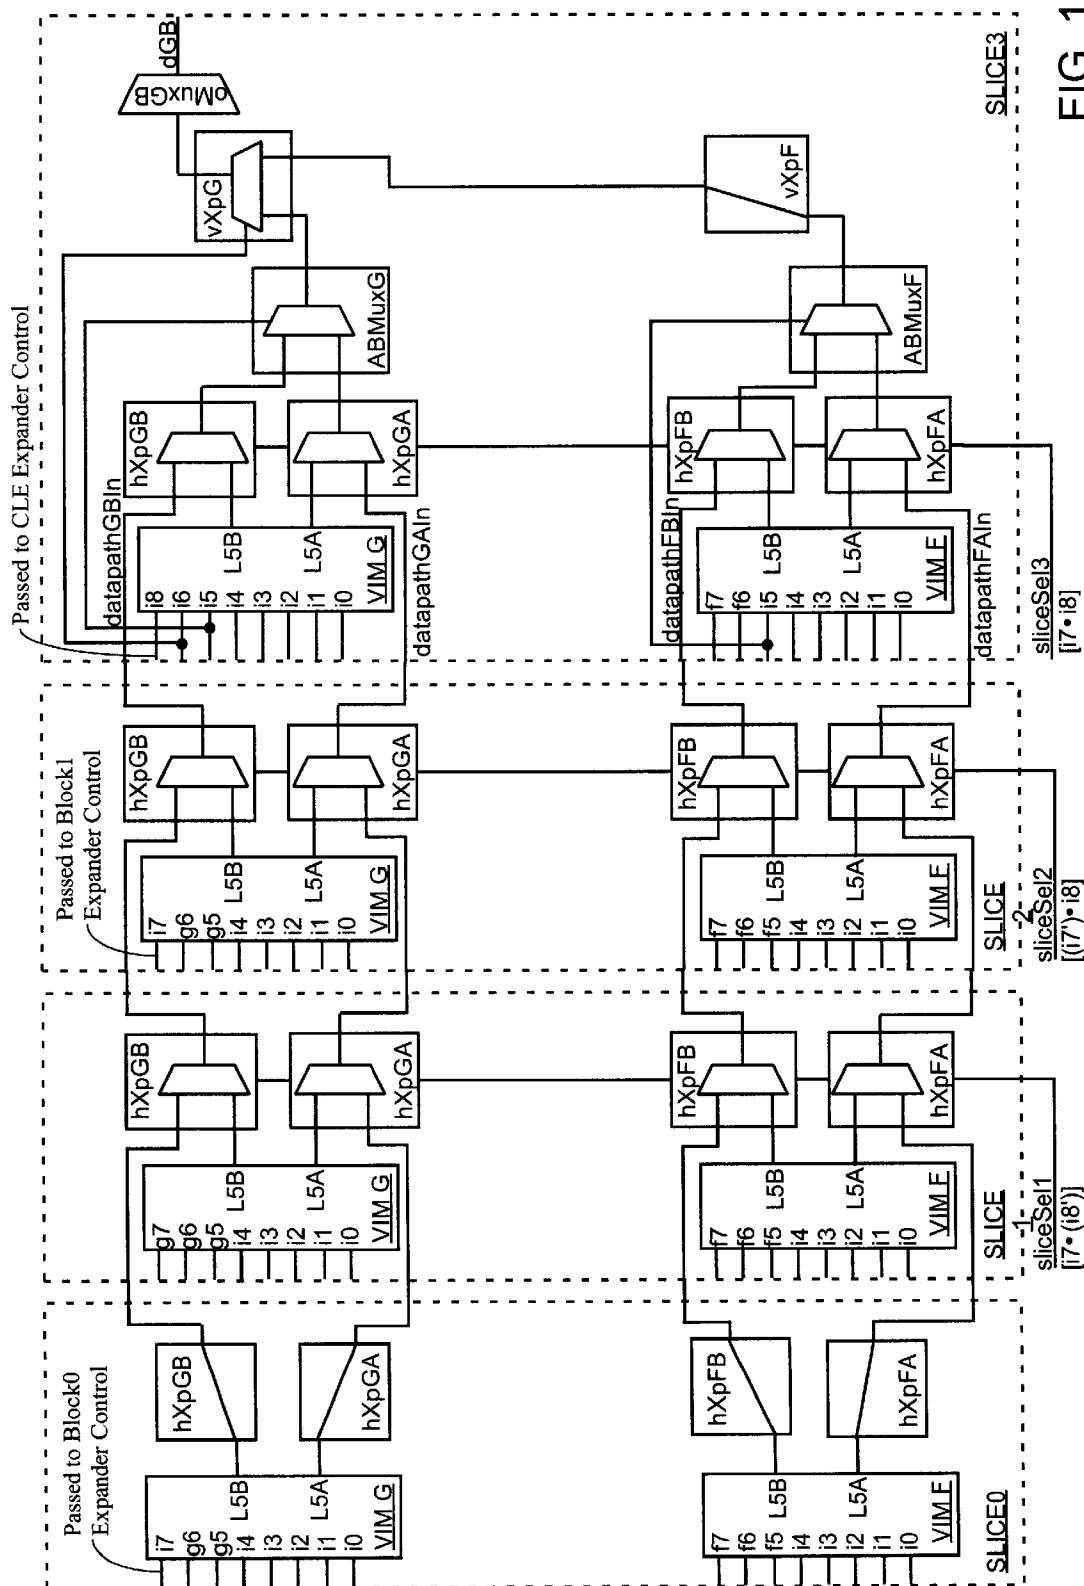 Passed to Block0
Expander Control
i7
g6
g5
i4
i3
i2
i1
i0
L5B
L5A
VIM G
hXpGB
hXpGA
f7
f6
f5
i4
i3
i2
i1
i0
L5B
L5A
VIM F
hXpFB
hXpFA
SLICE0
g7
g6
g5
i4
i3
i2
i1
i0
L5B
L5A
VIM G
hXpGB
hXpGA
f7
f6
f5
i4
i3
i2
i1
i0
L5B
L5A
VIM F
hXpFB
hXpFA
SLICE
1
sliceSel1
[i7•(i8')]
Passed to Block1
Expander Control
i7
g6
g5
i4
i3
i2
i1
i0
L5B
L5A
VIM G
hXpGB
hXpGA
f7
f6
f5
i4
i3
i2
i1
i0
L5B
L5A
VIM F
hXpFB
hXpFA
SLICE
2
sliceSel2
[(i7')•i8]
Passed to CLE Expander Control
datapathGBIn
i8
i6
i5
i4
i3
i2
i1
i0
L5B
L5A
VIM G
datapathGAIn
hXpGB
hXpGA
ABMuxG
vXpG
oMuxGB
dGB
datapathFBIn
f7
f6
i5
i4
i3
i2
i1
i0
L5B
L5A
VIM F
datapathFAIn
hXpFB
hXpFA
ABMuxF
vXpF
SLICE3
sliceSel3
[i7•i8]
FIG. 1